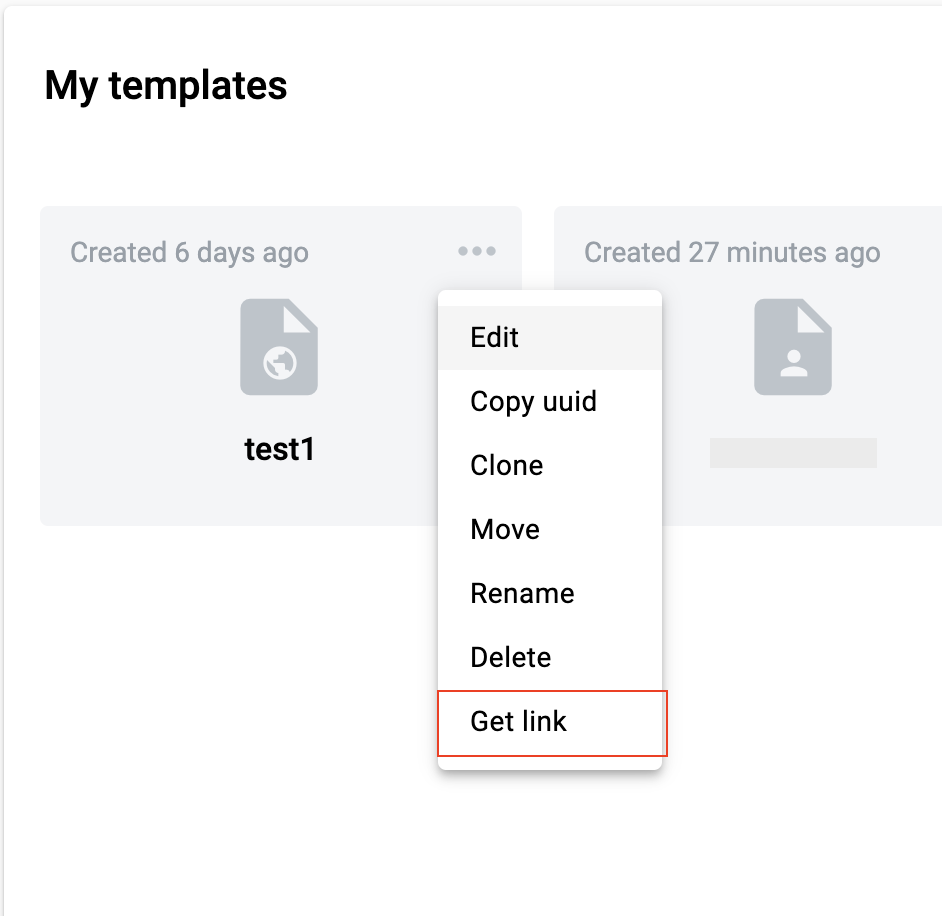 My templates
Created 6 days ago
test1
Edit
Copy uuid
Clone
Move
Rename
Delete
Get link
Created 27 minutes ago